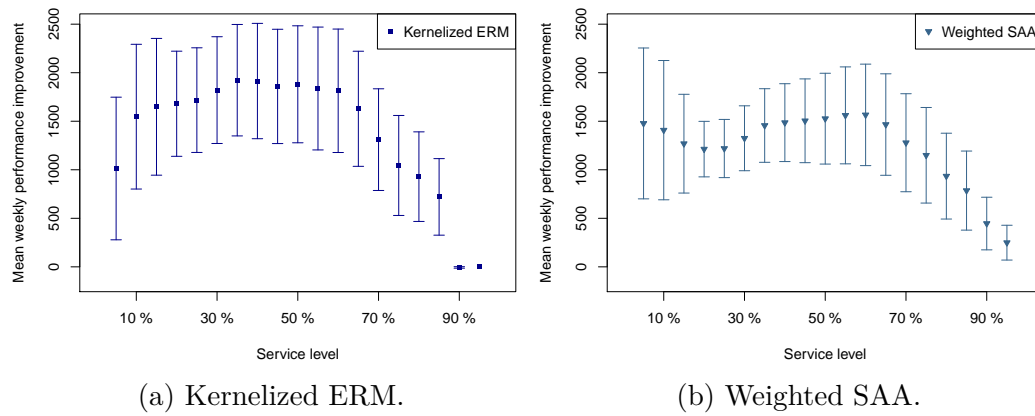 Mean weekly performance improvement
2500
2000
1500
1000
500
0
Kernelized ERM
10 %
30 %
50 %
70 %
90 %
Service level
(a) Kernelized ERM.
Mean weekly performance improvement
2500
2000
1500
1000
500
0
Weighted SAA
10 %
30 %
50 %
70 %
90 %
Service level
(b) Weighted SAA.